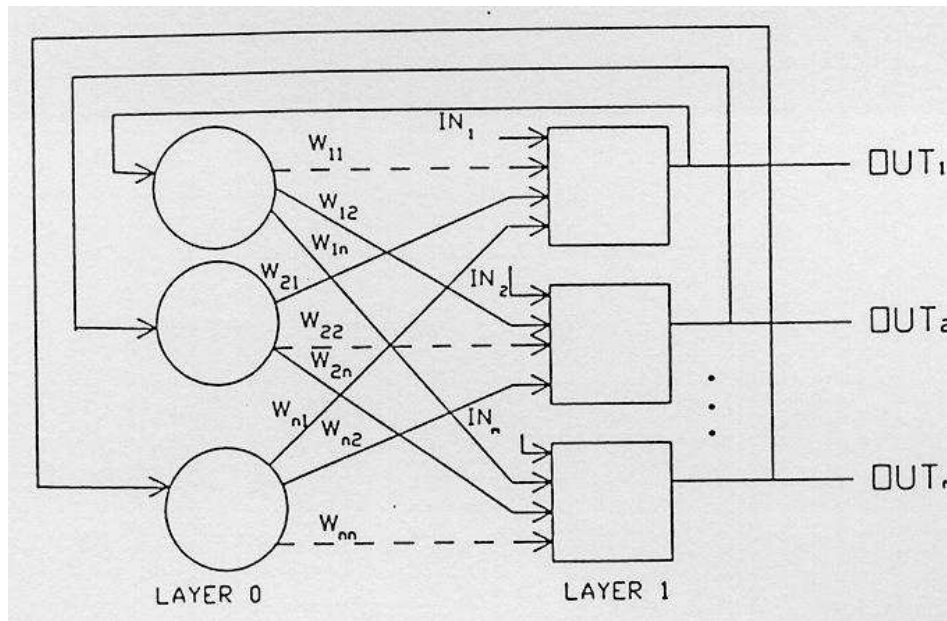 IN₁
W₁₁
OUT₁
W₁₂
W₁ₙ
W₂₁
IN₂
W₂₂
OUT₂
W₂ₙ
Wₙ₁
Wₙ₂
INₙ
OUTₙ
Wₙₙ
LAYER 0
LAYER 1